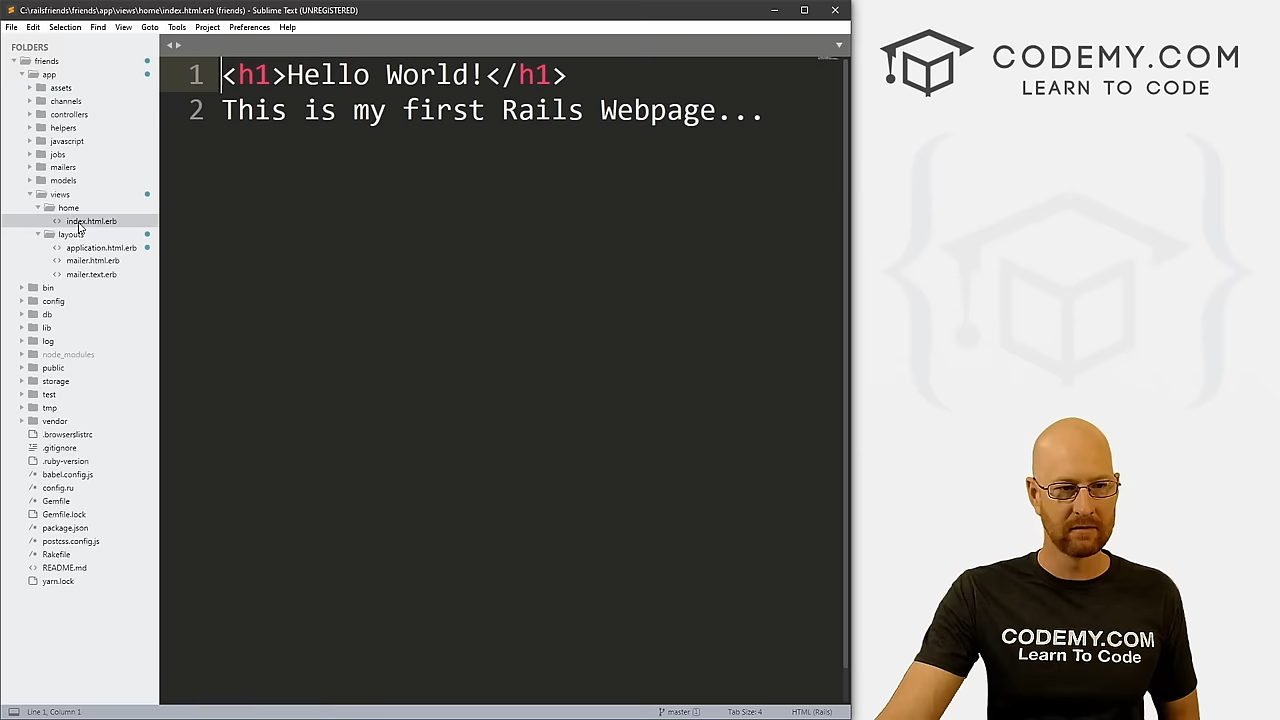 C:\railsfriends\friends\app\views\home\index.html.erb (friends) - Sublime Text (UNREGISTERED)
File Edit Selection Find View Goto Tools Project Preferences Help
FOLDERS
friends
app
assets
channels
controllers
helpers
javascript
jobs
mailers
models
views
home
index.html.erb
layouts
application.html.erb
mailer.html.erb
mailer.text.erb
bin
config
db
lib
log
node_modules
public
storage
test
tmp
vendor
.browserslistrc
.gitignore
.ruby-version
babel.config.js
config.ru
Gemfile
Gemfile.lock
package.json
postcss.config.js
Rakefile
README.md
yarn.lock
1 <h1>Hello World!</h1>
2 This is my first Rails Webpage...
Line 1, Column 1
master 1
Tab Size: 4
HTML (Rails)
CODEMY.COM
LEARN TO CODE
CODEMY.COM
Learn To Code